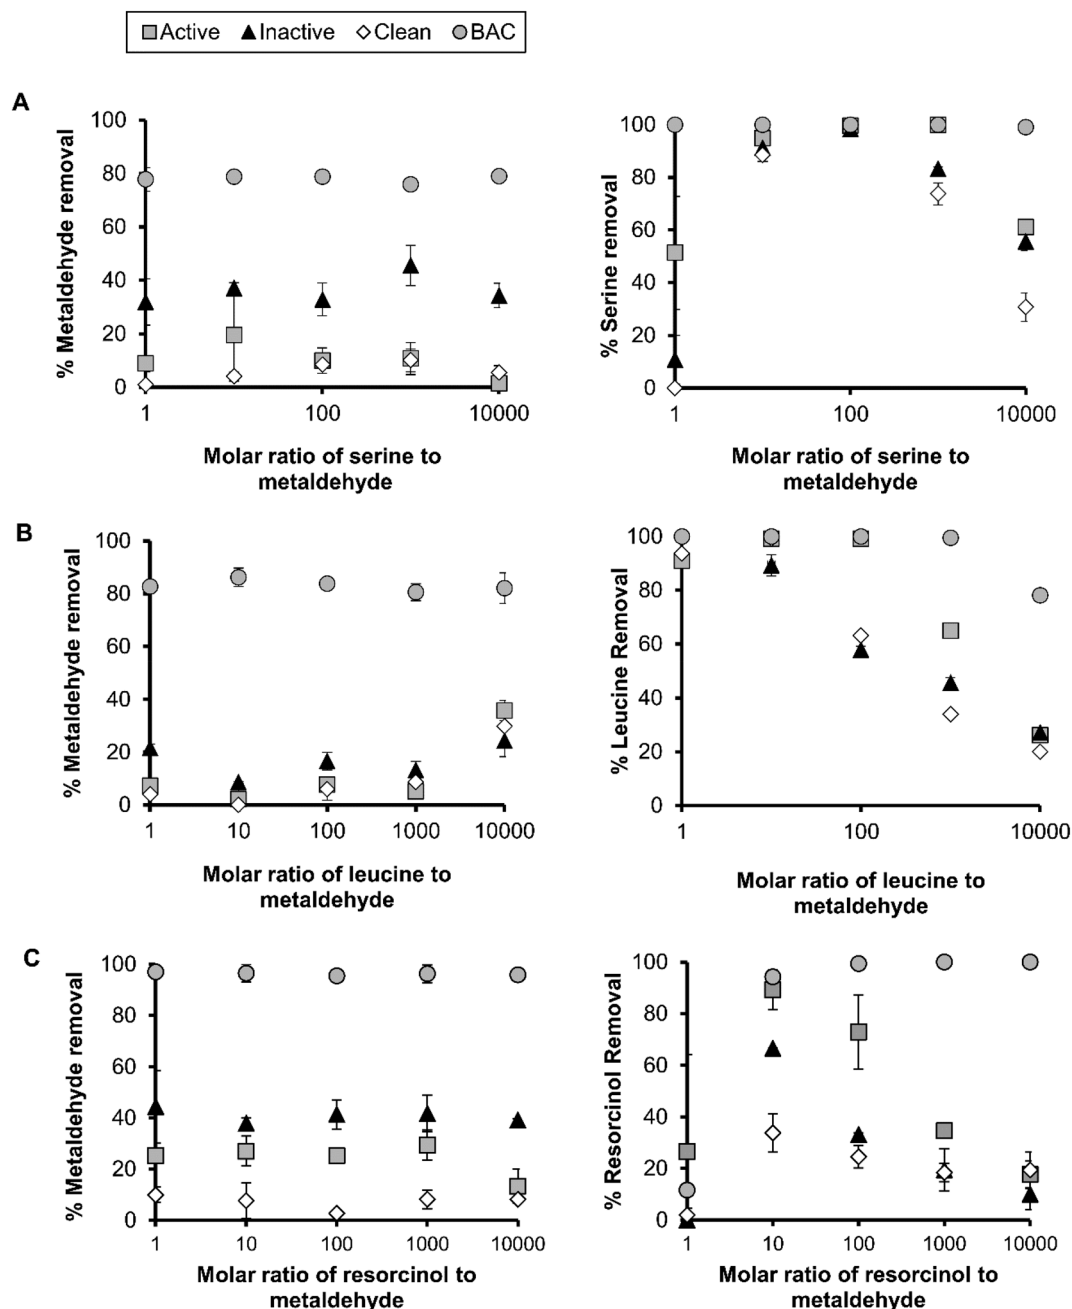 Active Inactive Clean BAC
A
% Metaldehyde removal
100
80
60
40
20
0
1 100 10000
Molar ratio of serine to
metaldehyde
% Serine removal
100
80
60
40
20
0
1 100 10000
Molar ratio of serine to
metaldehyde
B
% Metaldehyde removal
100
80
60
40
20
0
1 10 100 1000 10000
Molar ratio of leucine to
metaldehyde
% Leucine Removal
100
80
60
40
20
0
1 100 10000
Molar ratio of leucine to
metaldehyde
C
% Metaldehyde removal
100
80
60
40
20
0
1 10 100 1000 10000
Molar ratio of resorcinol to
metaldehyde
% Resorcinol Removal
100
80
60
40
20
0
1 10 100 1000 10000
Molar ratio of resorcinol to
metaldehyde